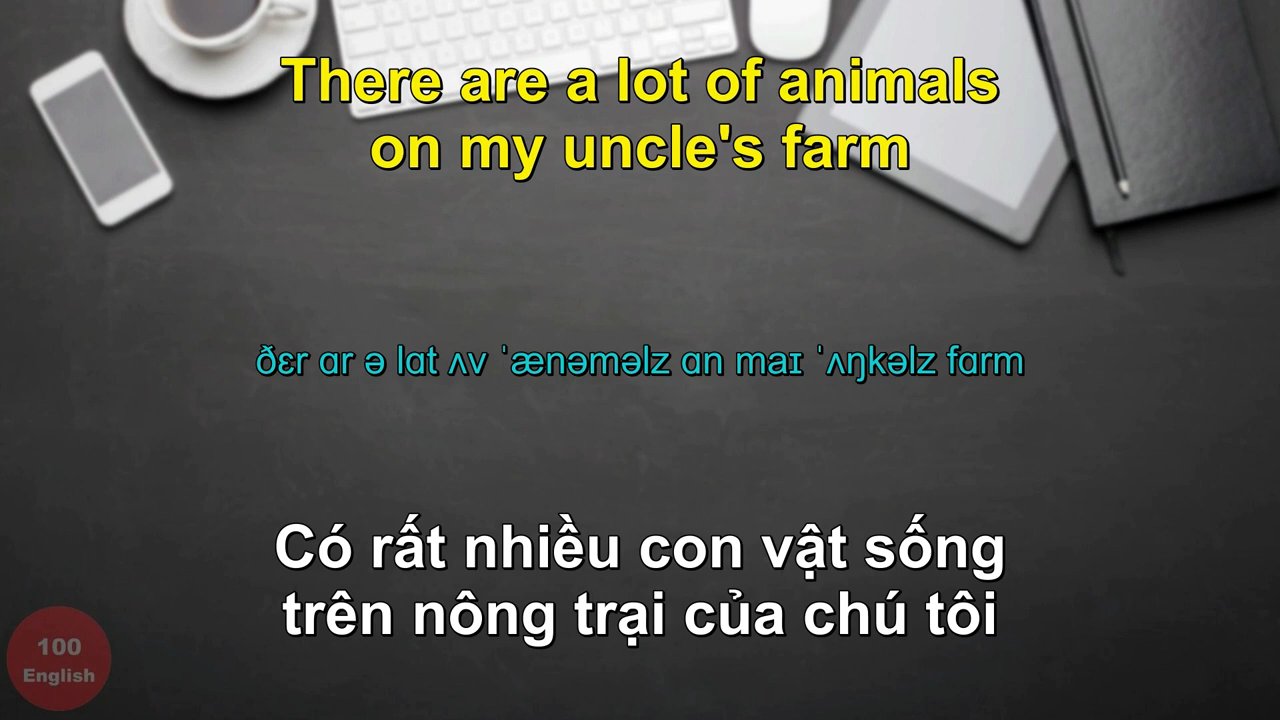 There are a lot of animals
on my uncle's farm
ðɛr ɑr ə lɑt ʌv ˈænəməlz ɑn maɪ ˈʌŋkəlz fɑrm
Có rất nhiều con vật sống
trên nông trại của chú tôi
100
English